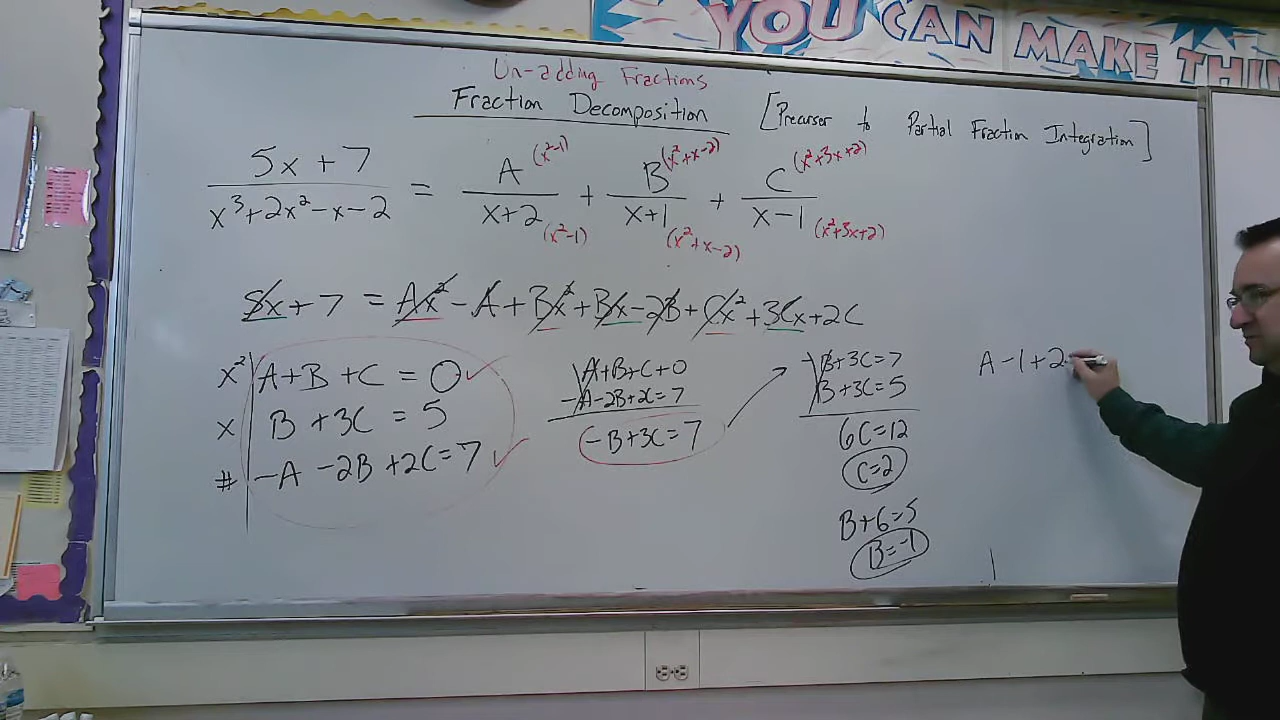 YOU CAN MAKE THIN
Un-adding Fractions
Fraction Decomposition [Precursor to Partial Fraction Integration]
5x + 7 / x³+2x²-x-2 = A (x²-1) / x+2 (x²-1) + B (x²+x-2) / x+1 (x²+x-2) + C (x²+3x+2) / x-1 (x²+3x+2)
5x + 7 = Ax² - A + Bx² + Bx - 2B + Cx² + 3Cx + 2C
x² | A + B + C = 0 ✓
x | B + 3C = 5
# | -A - 2B + 2C = 7 ✓
A+B+C+0
-A-2B+2C=7
-B+3C=7
-B+3C=7
B+3C=5
6C=12
C=2
B+6=5
B=-1
A-1+2